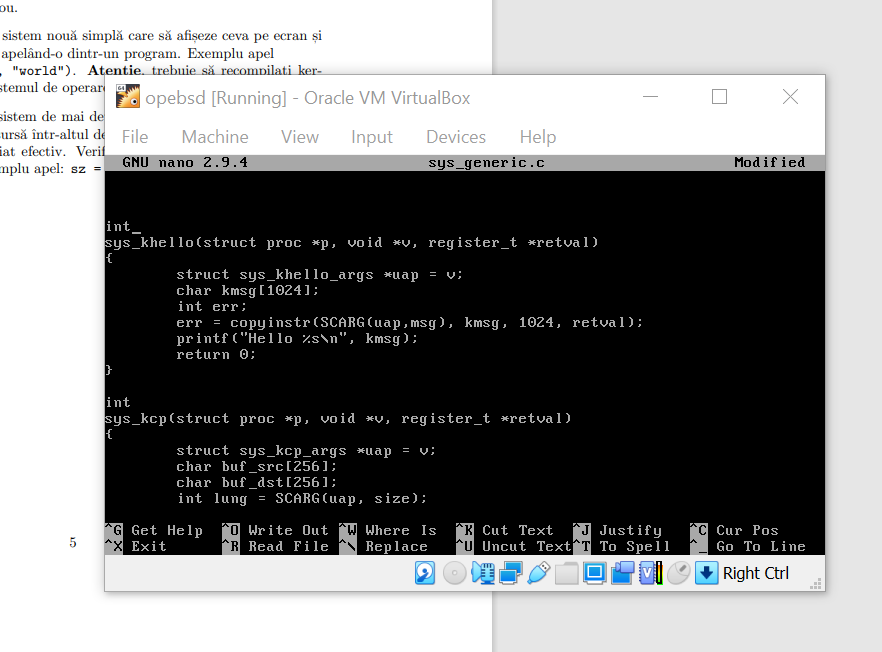 ou.
sistem nouă simplă care să afișeze ceva pe ecran și
apelând-o dintr-un program. Exemplu apel
, "world"). Atenție, trebuie să recompilați ker-
stemul de operare
sistem de mai de
ursă într-altul de
iat efectiv. Verif
mplu apel: sz =
5
opebsd [Running] - Oracle VM VirtualBox
File Machine View Input Devices Help
GNU nano 2.9.4 sys_generic.c Modified
int_
sys_khello(struct proc *p, void *v, register_t *retval)
{
struct sys_khello_args *uap = v;
char kmsg[1024];
int err;
err = copyinstr(SCARG(uap,msg), kmsg, 1024, retval);
printf("Hello %s\n", kmsg);
return 0;
}
int
sys_kcp(struct proc *p, void *v, register_t *retval)
{
struct sys_kcp_args *uap = v;
char buf_src[256];
char buf_dst[256];
int lung = SCARG(uap, size);
^G Get Help ^O Write Out ^W Where Is ^K Cut Text ^J Justify ^C Cur Pos
^X Exit ^R Read File ^\ Replace ^U Uncut Text ^T To Spell ^_ Go To Line
Right Ctrl